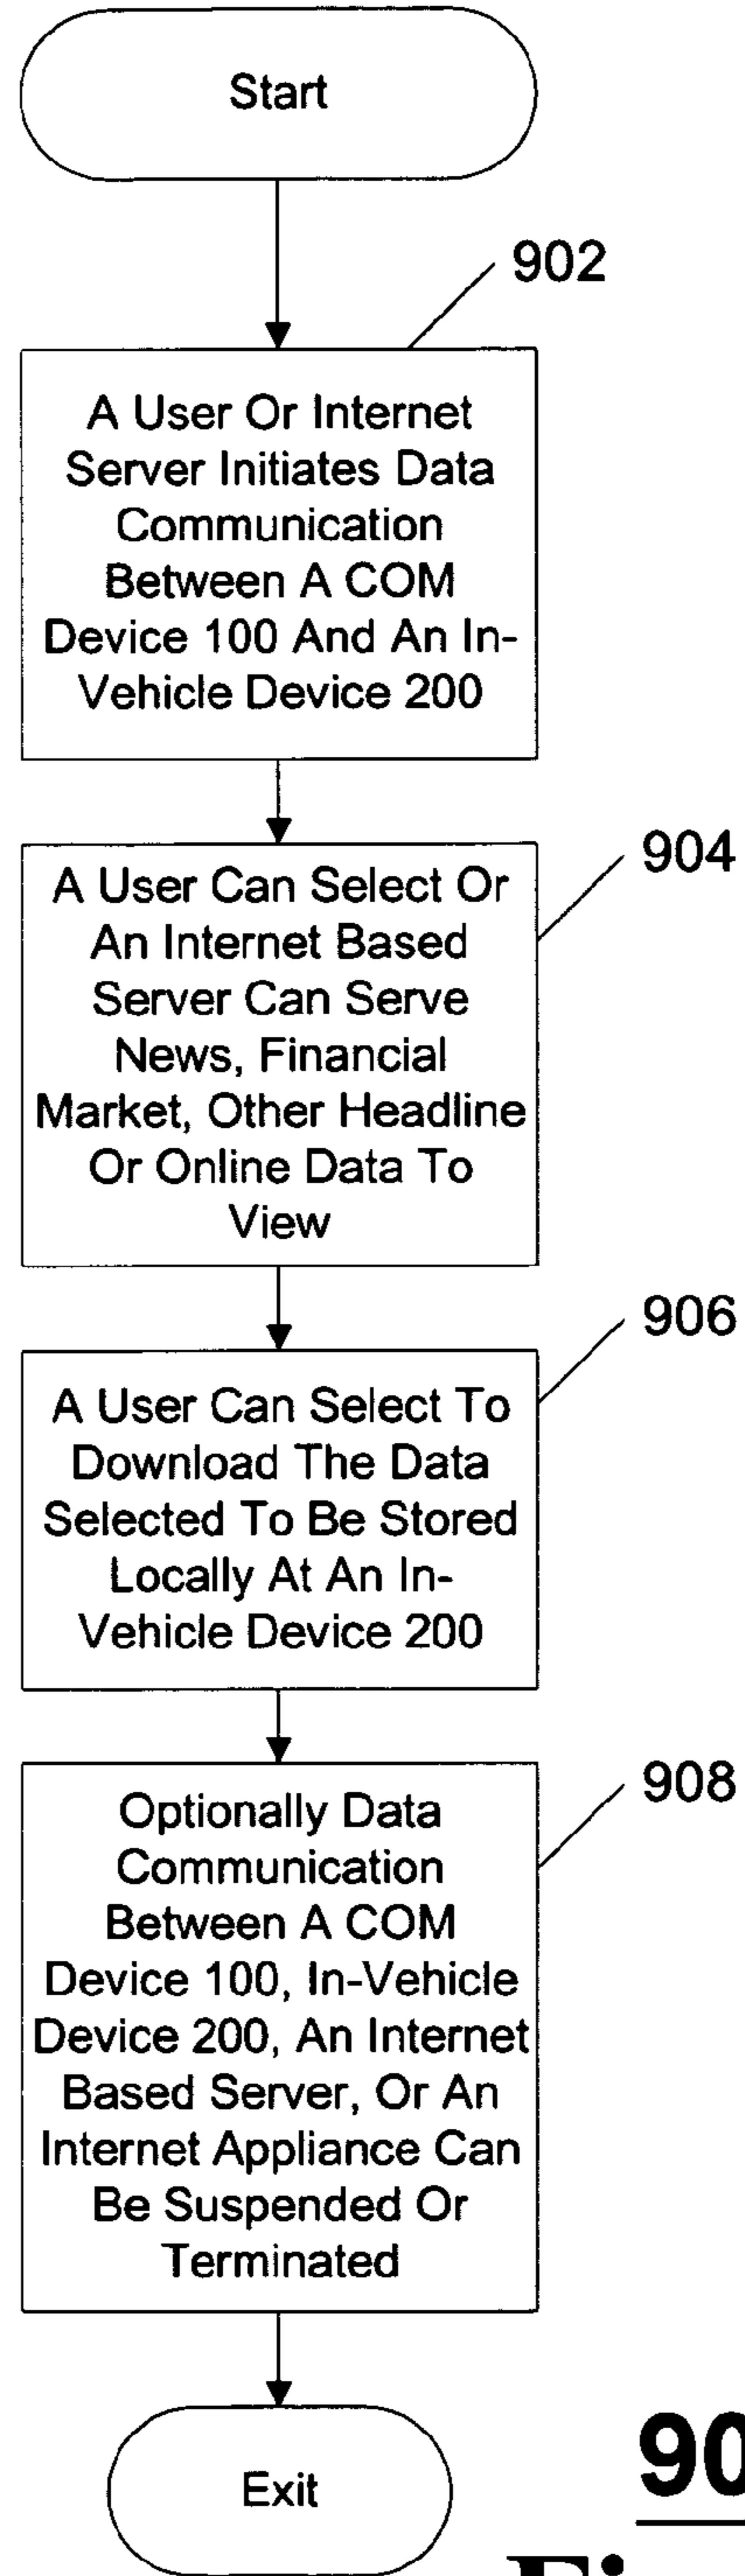 Start
902
A User Or Internet
Server Initiates Data
Communication
Between A COM
Device 100 And An In-
Vehicle Device 200
904
A User Can Select Or
An Internet Based
Server Can Serve
News, Financial
Market, Other Headline
Or Online Data To
View
906
A User Can Select To
Download The Data
Selected To Be Stored
Locally At An In-
Vehicle Device 200
908
Optionally Data
Communication
Between A COM
Device 100, In-Vehicle
Device 200, An Internet
Based Server, Or An
Internet Appliance Can
Be Suspended Or
Terminated
Exit